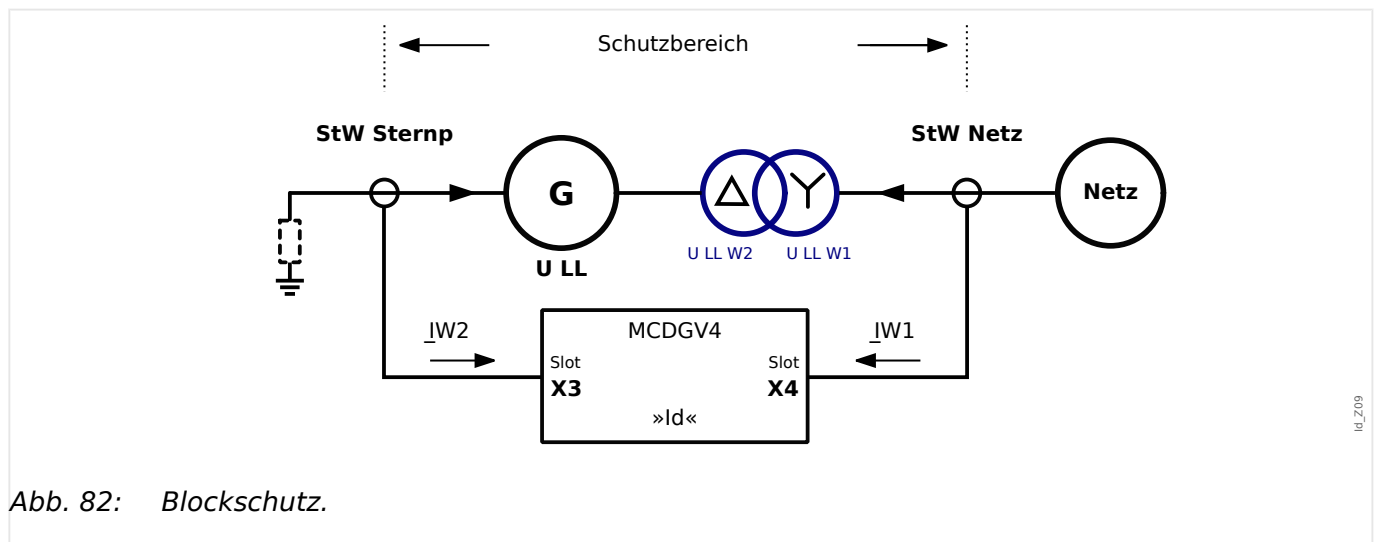 Schutzbereich
StW Sternp
StW Netz
G
Netz
U LL W2
U LL W1
U LL
IW2
MCDGV4
IW1
Slot
Slot
X3
X4
»Id«
Id_Z09
Abb. 82: Blockschutz.